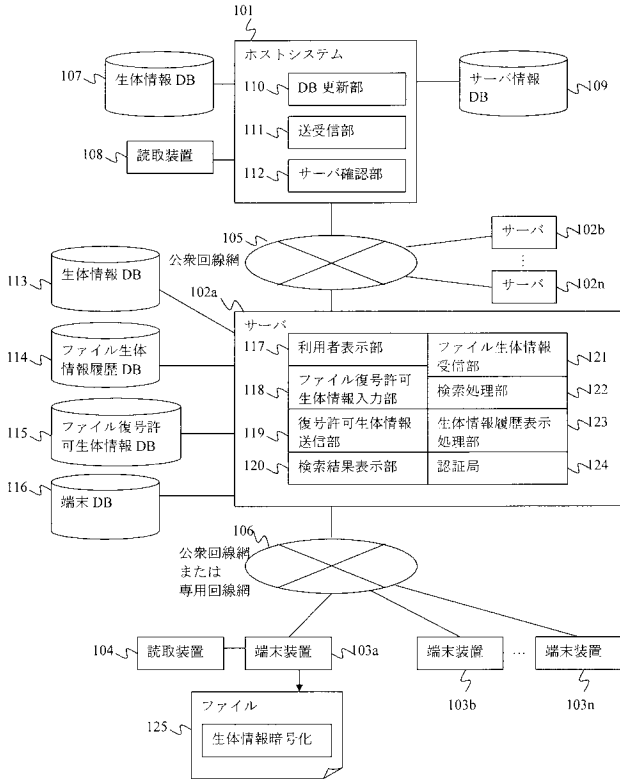 101
ホストシステム
107
生体情報 DB
110
DB 更新部
サーバ情報
DB
109
111
送受信部
108
読取装置
112
サーバ確認部
105
公衆回線網
サーバ
102b
⋮
サーバ
102n
113
生体情報 DB
102a
サーバ
114
ファイル生体
情報履歴 DB
115
ファイル復号許
可生体情報 DB
116
端末 DB
117
利用者表示部
ファイル生体情報
受信部
121
118
ファイル復号許可
生体情報入力部
検索処理部
122
119
復号許可生体情報
送信部
生体情報履歴表示
処理部
123
120
検索結果表示部
認証局
124
106
公衆回線網
または
専用回線網
104
読取装置
端末装置
103a
端末装置
…
端末装置
103b
103n
ファイル
125
生体情報暗号化